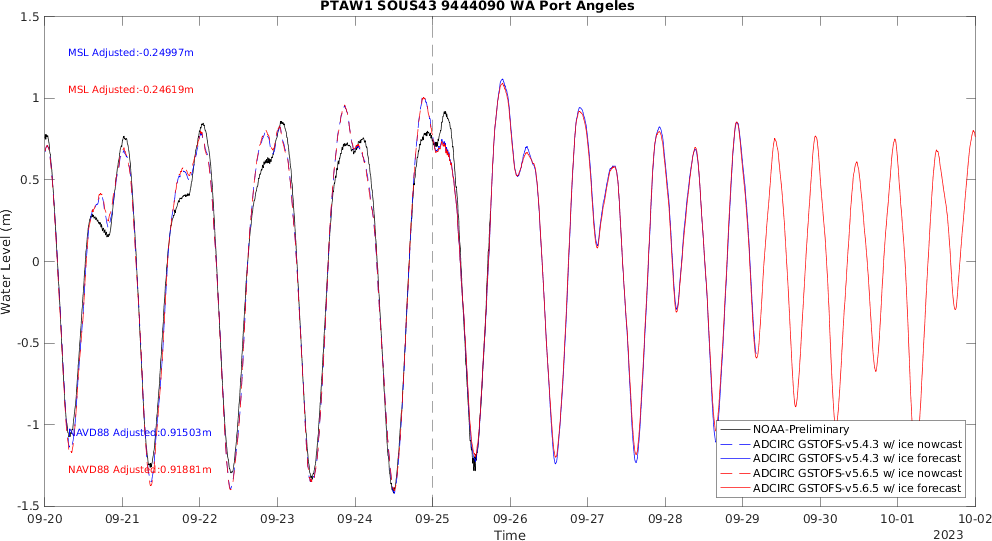 PTAW1 SOUS43 9444090 WA Port Angeles
1.5
MSL Adjusted:-0.24997m
MSL Adjusted:-0.24619m
1
0.5
0
-0.5
-1
-1.5
Water Level (m)
NAVD88 Adjusted:0.91503m
NAVD88 Adjusted:0.91881m
NOAA-Preliminary
ADCIRC GSTOFS-v5.4.3 w/ ice nowcast
ADCIRC GSTOFS-v5.4.3 w/ ice forecast
ADCIRC GSTOFS-v5.6.5 w/ ice nowcast
ADCIRC GSTOFS-v5.6.5 w/ ice forecast
09-20 09-21 09-22 09-23 09-24 09-25 09-26 09-27 09-28 09-29 09-30 10-01 10-02
Time
2023